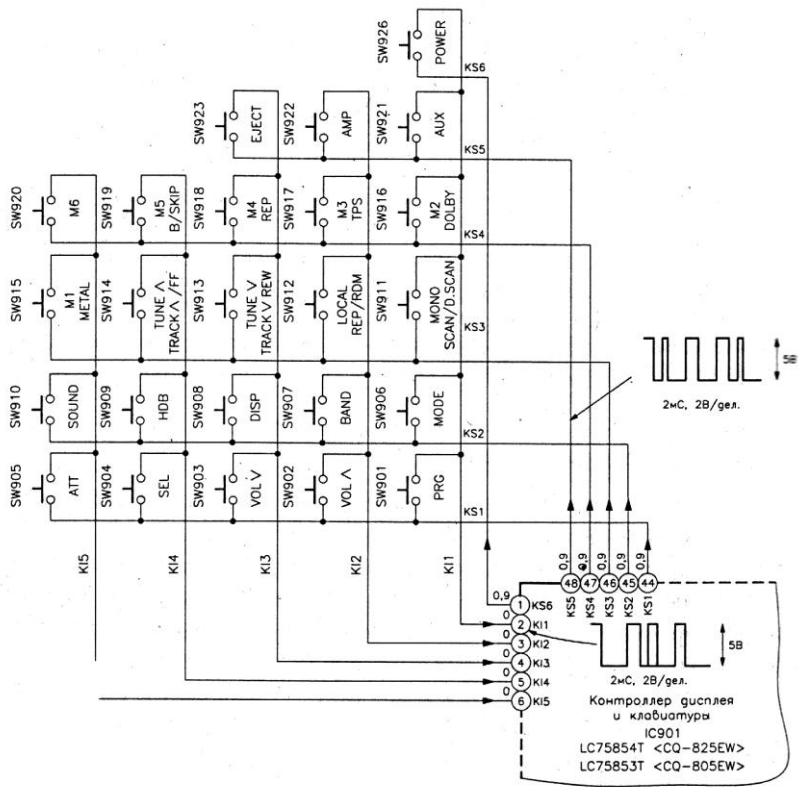 SW926
POWER
KS6
SW923
EJECT
SW922
AMP
SW921
AUX
KS5
SW920
M6
SW919
M5
B/SKIP
SW918
M4
REP
SW917
M3
TPS
SW916
M2
DOLBY
KS4
SW915
M1
METAL
SW914
TUNE ∧
TRACK∧/FF
SW913
TUNE ∨
TRACK∨REW
SW912
LOCAL
REP/RDM
SW911
MONO
SCAN/D.SCAN
KS3
5В
2мС, 2В/дел.
SW910
SOUND
SW909
HDB
SW908
DISP
SW907
BAND
SW906
MODE
KS2
SW905
ATT
SW904
SEL
SW903
VOL∨
SW902
VOL∧
SW901
PRG
KS1
KI5
KI4
KI3
KI2
KI1
0,9
0,9
0,9
0,9
0,9
48
47
46
45
44
KS5
KS4
KS3
KS2
KS1
0,9
1
KS6
0
2
KI1
0
3
KI2
0
4
KI3
0
5
KI4
0
6
KI5
5В
2мС, 2В/дел.
Контроллер дисплея
и клавиатуры
IC901
LC75854T <CQ-825EW>
LC75853T <CQ-805EW>